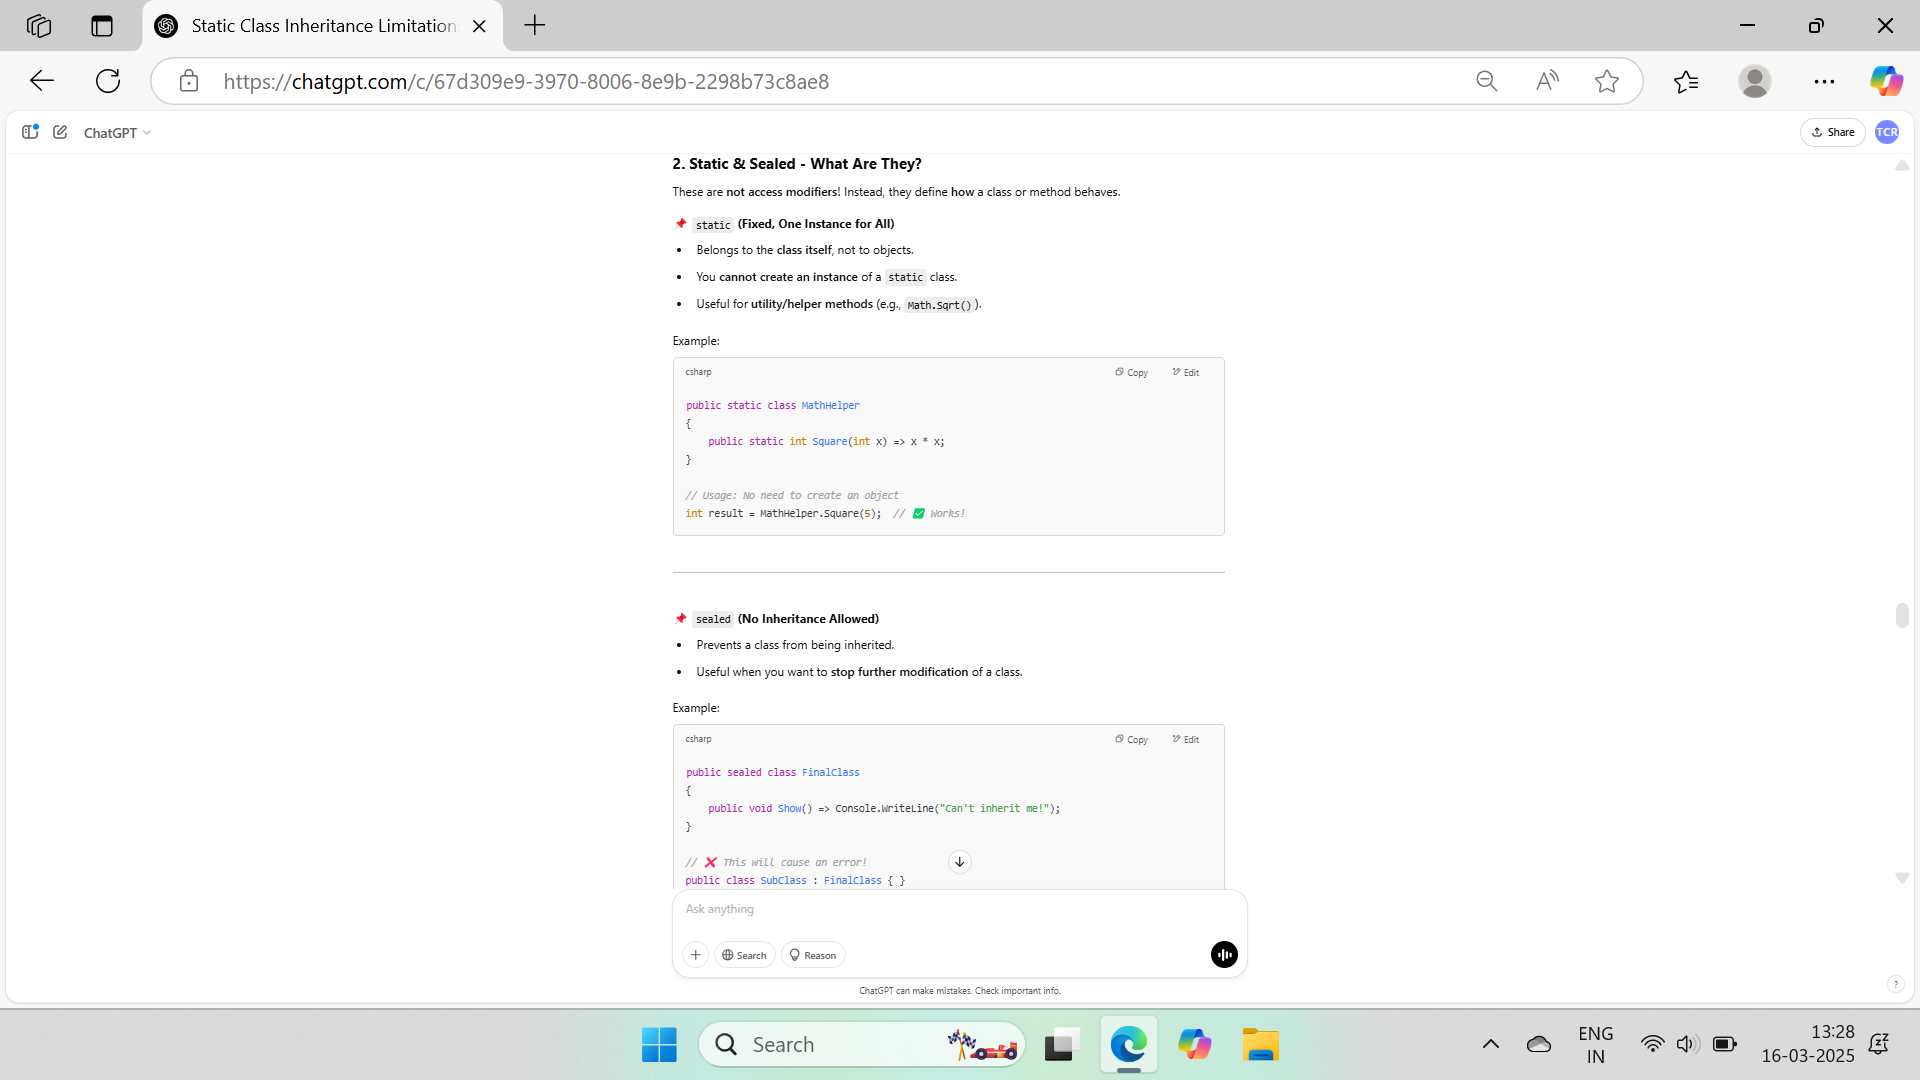 Static Class Inheritance Limitation
https://chatgpt.com/c/67d309e9-3970-8006-8e9b-2298b73c8ae8
ChatGPT
Share
TCR
2. Static & Sealed - What Are They?
These are not access modifiers! Instead, they define how a class or method behaves.
📌 static (Fixed, One Instance for All)
• Belongs to the class itself, not to objects.
• You cannot create an instance of a static class.
• Useful for utility/helper methods (e.g., Math.Sqrt()).
Example:
csharp
Copy
Edit
public static class MathHelper
{
public static int Square(int x) => x * x;
}
// Usage: No need to create an object
int result = MathHelper.Square(5); // ✅ Works!
📌 sealed (No Inheritance Allowed)
• Prevents a class from being inherited.
• Useful when you want to stop further modification of a class.
Example:
csharp
Copy
Edit
public sealed class FinalClass
{
public void Show() => Console.WriteLine("Can't inherit me!");
}
// ❌ This will cause an error!
public class SubClass : FinalClass { }
Ask anything
Search
Reason
ChatGPT can make mistakes. Check important info.
?
Search
ENG
IN
13:28
16-03-2025